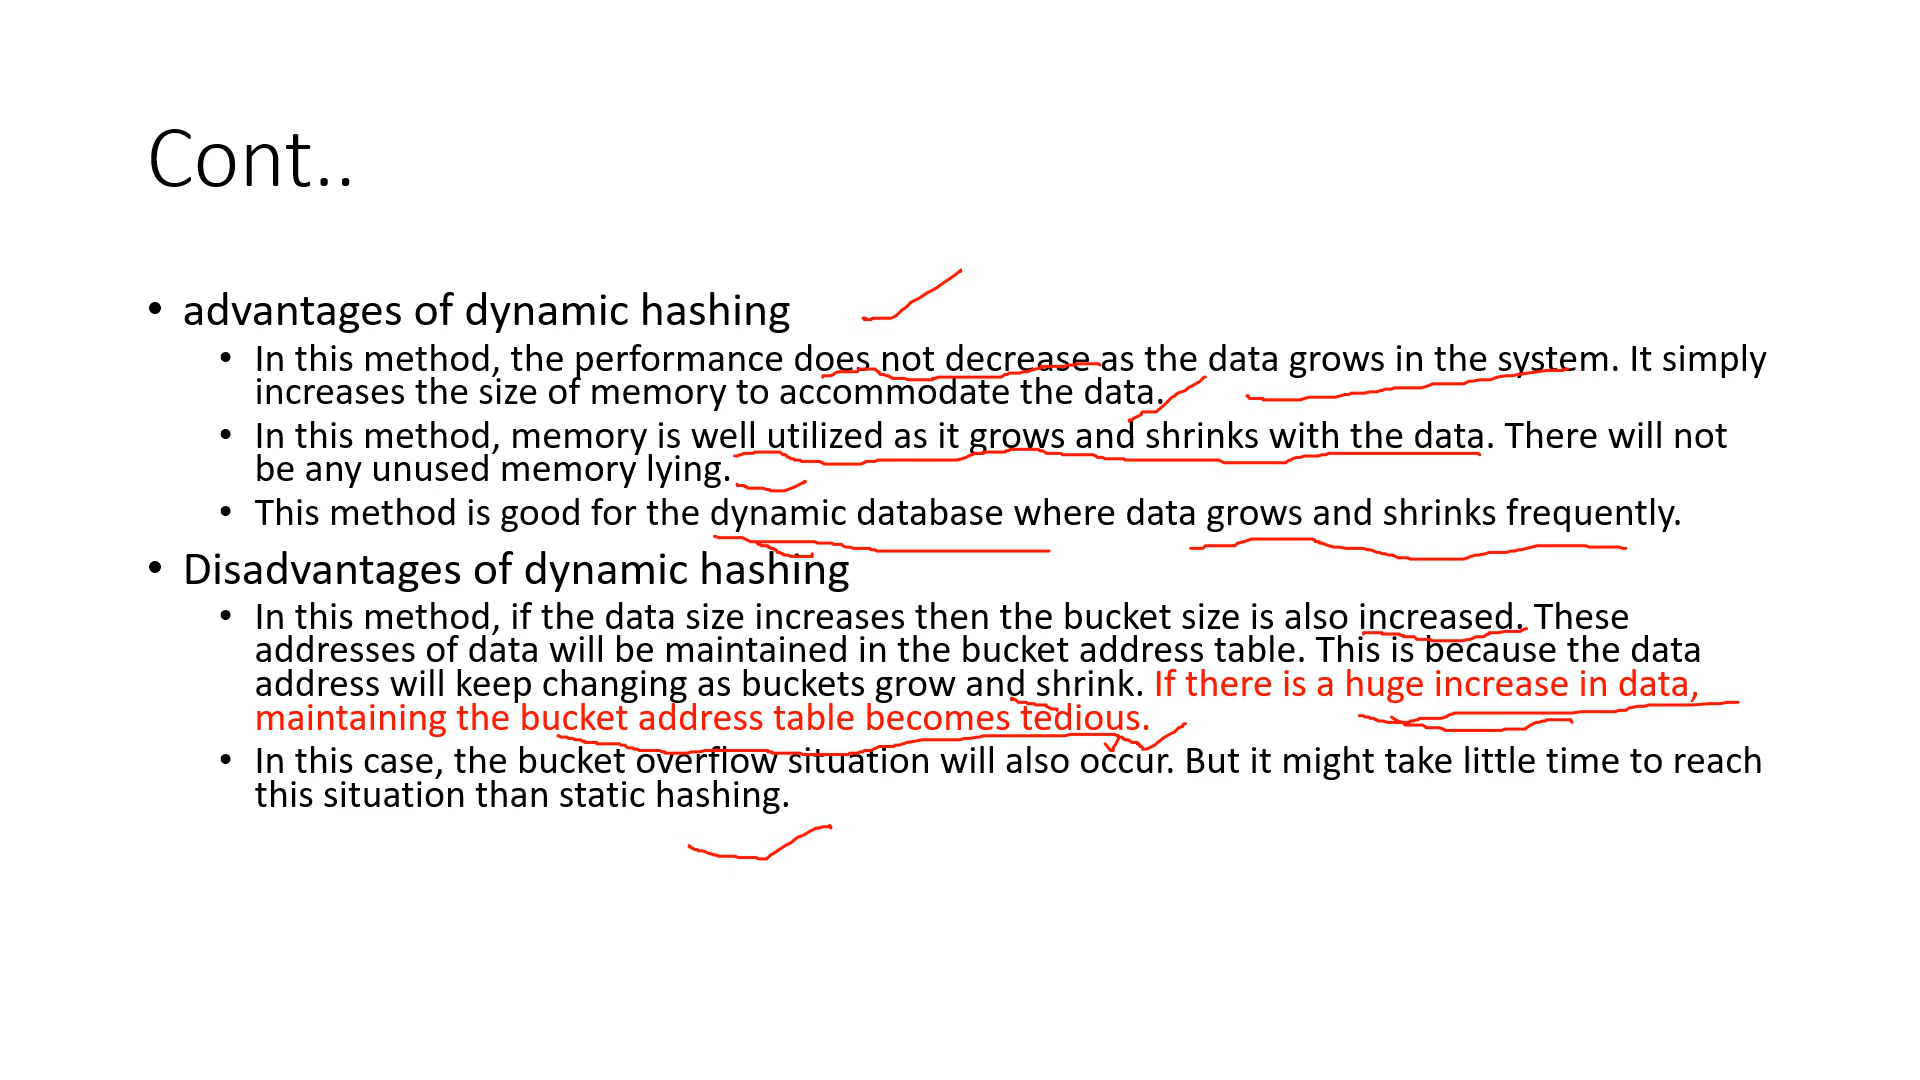 Cont..
• advantages of dynamic hashing
• In this method, the performance does not decrease as the data grows in the system. It simply
increases the size of memory to accommodate the data.
• In this method, memory is well utilized as it grows and shrinks with the data. There will not
be any unused memory lying.
• This method is good for the dynamic database where data grows and shrinks frequently.
• Disadvantages of dynamic hashing
• In this method, if the data size increases then the bucket size is also increased. These
addresses of data will be maintained in the bucket address table. This is because the data
address will keep changing as buckets grow and shrink. If there is a huge increase in data,
maintaining the bucket address table becomes tedious.
• In this case, the bucket overflow situation will also occur. But it might take little time to reach
this situation than static hashing.